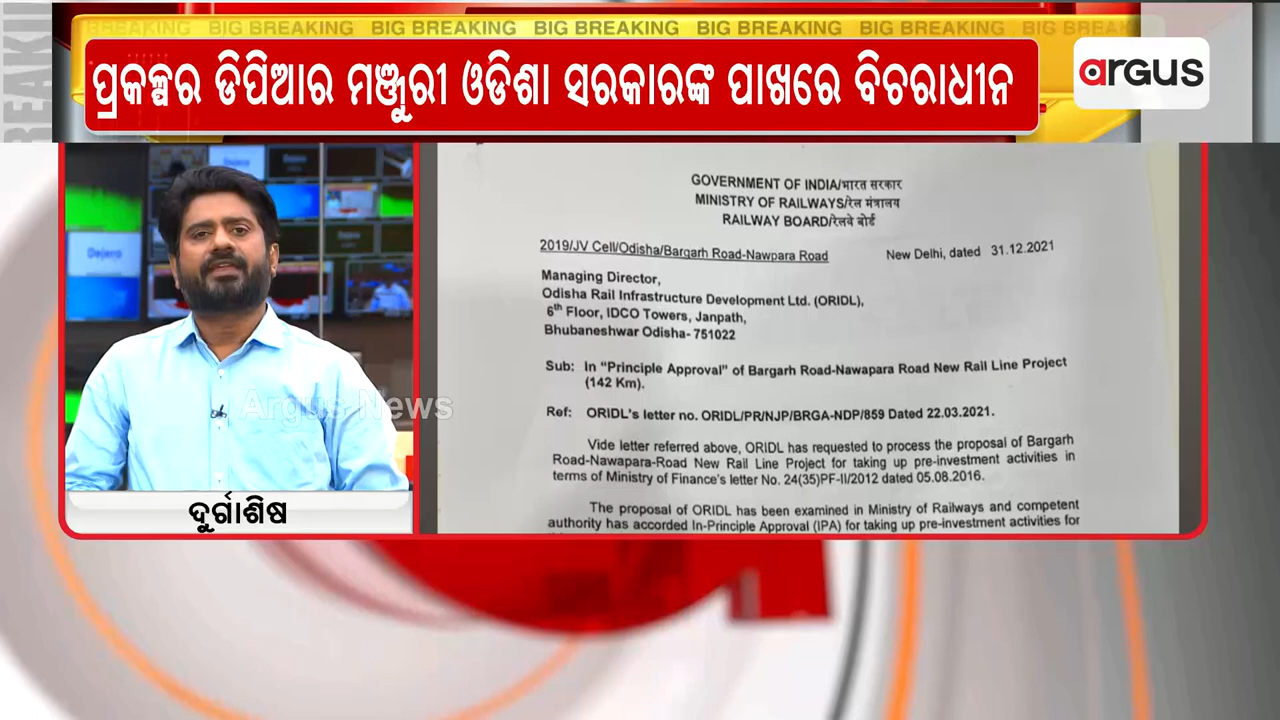 BIG BREAKING BIG BREAKING BIG BREAKING BIG BREAKING BIG BREAKING BIG BREAKING
ପ୍ରକଳ୍ପର ଡିପିଆର ମଞ୍ଜୁରୀ ଓଡିଶା ସରକାରଙ୍କ ପାଖରେ ବିଚରାଧୀନ
argus
GOVERNMENT OF INDIA/भारत सरकार
MINISTRY OF RAILWAYS/रेल मंत्रालय
RAILWAY BOARD/रेलवे बोर्ड
2019/JV Cell/Odisha/Bargarh Road-Nawpara Road
New Delhi, dated 31.12.2021
Managing Director,
Odisha Rail Infrastructure Development Ltd. (ORIDL),
6th Floor, IDCO Towers, Janpath,
Bhubaneshwar Odisha- 751022
Sub: In “Principle Approval” of Bargarh Road-Nawapara Road New Rail Line Project
(142 Km).
Ref: ORIDL's letter no. ORIDL/PR/NJP/BRGA-NDP/859 Dated 22.03.2021.
Vide letter referred above, ORIDL has requested to process the proposal of Bargarh
Road-Nawapara-Road New Rail Line Project for taking up pre-investment activities in
terms of Ministry of Finance's letter No. 24(35)PF-II/2012 dated 05.08.2016.
The proposal of ORIDL has been examined in Ministry of Railways and competent
authority has accorded In-Principle Approval (IPA) for taking up pre-investment activities for
Argus News
ଦୁର୍ଗାଶିଷ
Dejero